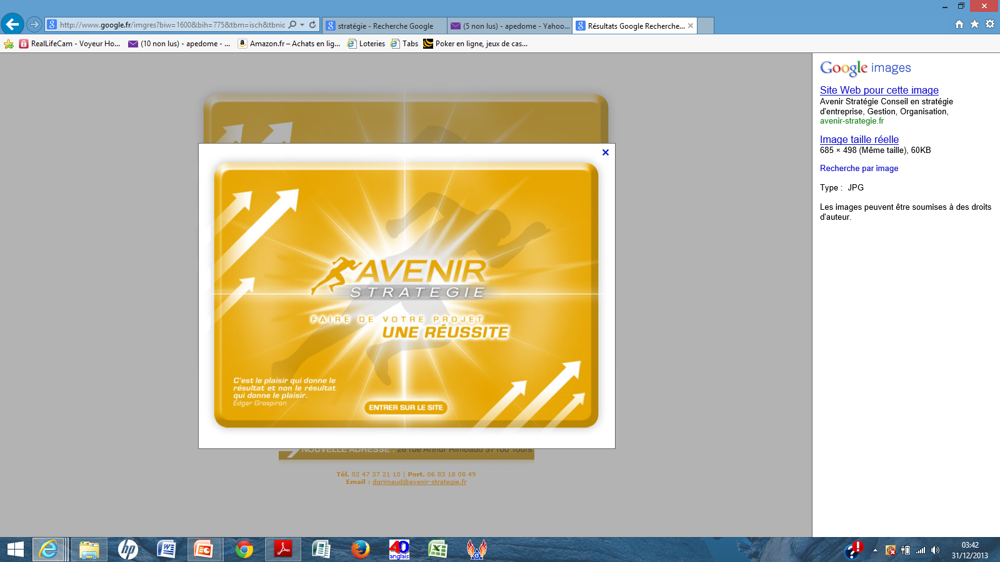 http://www.google.fr/imgres?biw=1600&bih=775&tbm=isch&tbnic
stratégie - Recherche Google
(5 non lus) - apedome - Yahoo...
Résultats Google Recherche...
RealLifeCam - Voyeur Ho...
(10 non lus) - apedome - ...
Amazon.fr – Achats en lig...
Loteries
Tabs
Poker en ligne, jeux de cas...
Google images
Site Web pour cette image
Avenir Stratégie Conseil en stratégie
d'entreprise, Gestion, Organisation,
avenir-strategie.fr
Image taille réelle
685 × 498 (Même taille), 60KB
Recherche par image
Type : JPG
Les images peuvent être soumises à des droits
d'auteur.
AVENIR
STRATEGIE
FAIRE DE VOTRE PROJET
UNE RÉUSSITE
C'est le plaisir qui donne le
résultat et non le résultat
qui donne le plaisir.
Edgar Grospiron
ENTRER SUR LE SITE
NOUVELLE ADRESSE : 26 rue Arthur Rimbaud 37100 Tours
Tél. 02 47 37 21 10 | Port. 06 83 18 08 49
Email : dgrimaud@avenir-strategie.fr
40
anglais
03:42
31/12/2013